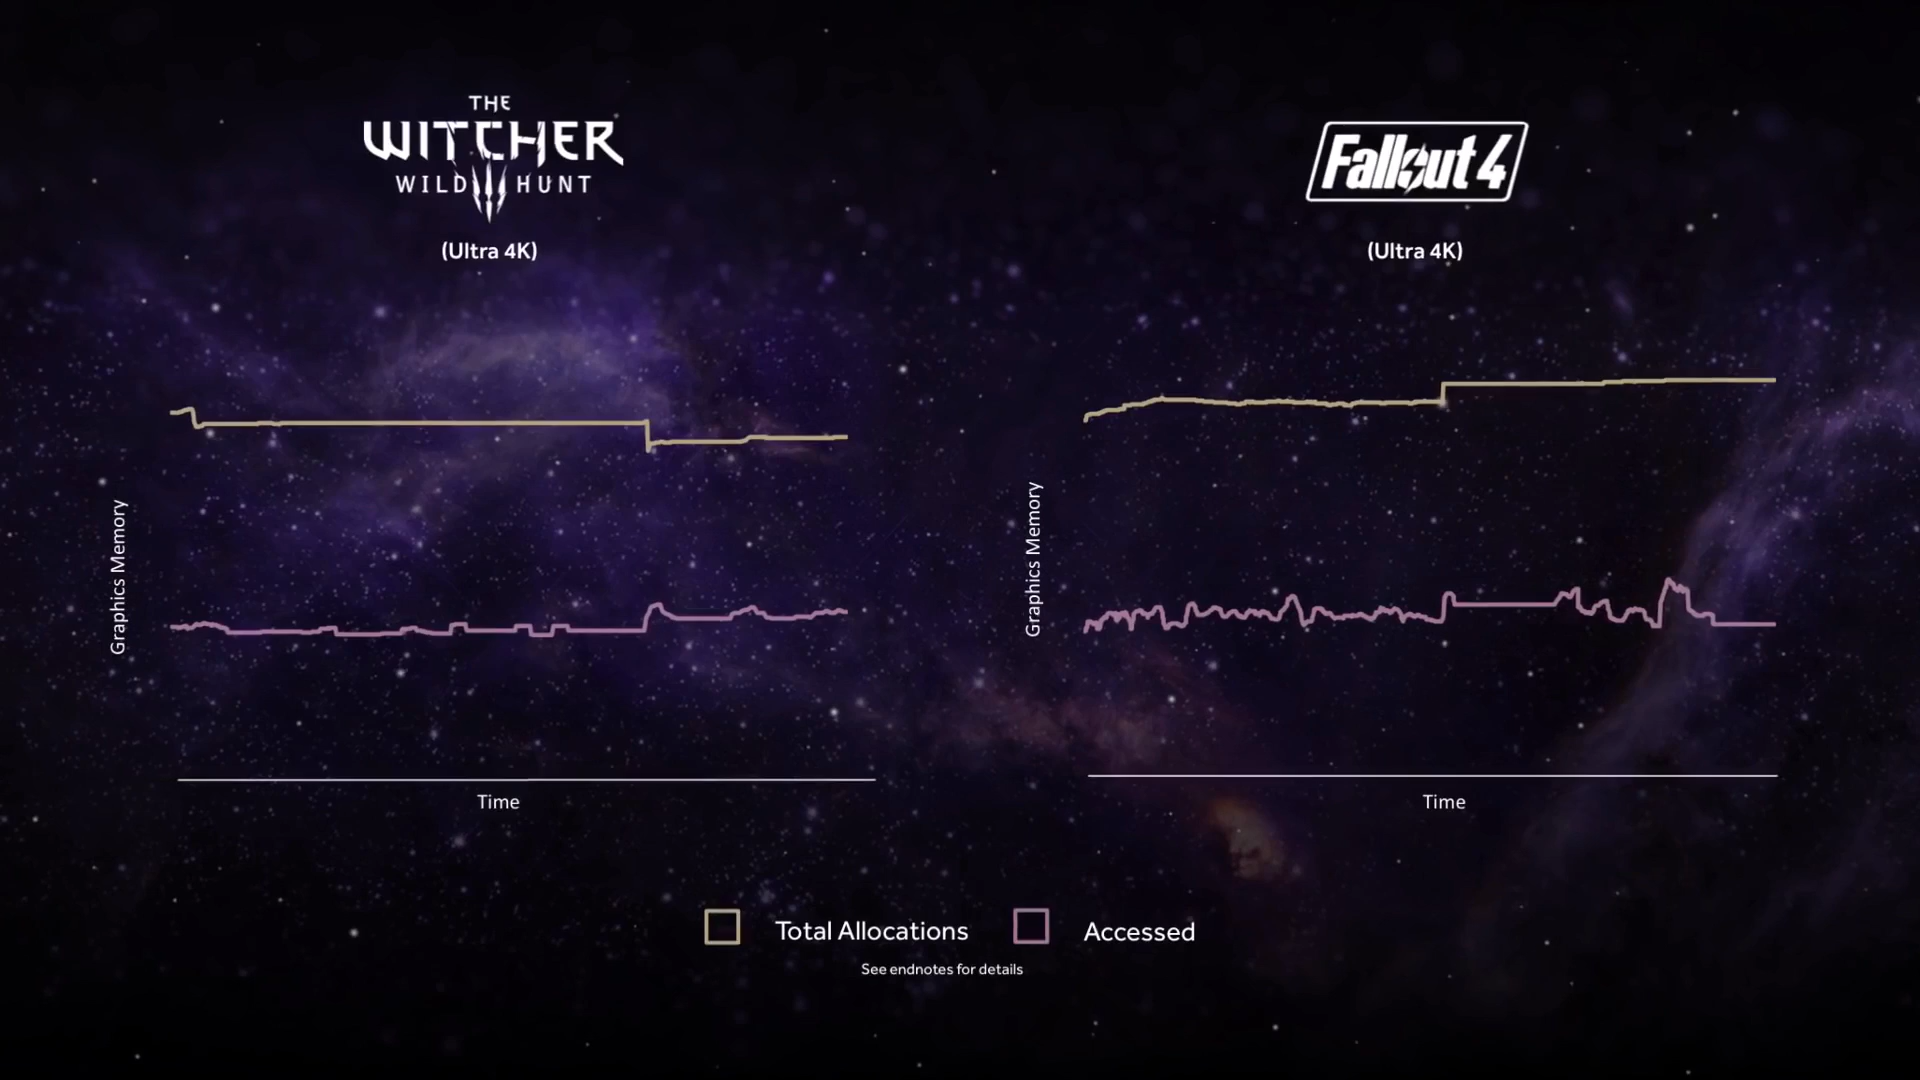 THE
WITCHER
WILD HUNT
(Ultra 4K)
Fallout 4
(Ultra 4K)
Graphics Memory
Graphics Memory
Time
Time
Total Allocations
Accessed
See endnotes for details